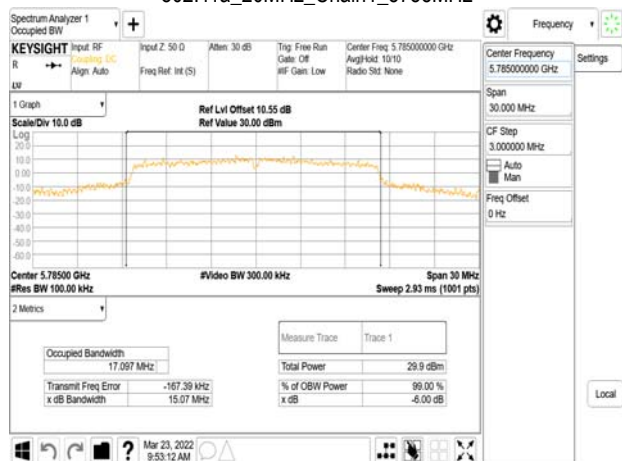 Spectrum Analyzer 1
Occupied BW
Frequency
KEYSIGHT
Input: RF
Coupling: DC
Align: Auto
Input Z: 50 Ω
Freq Ref: Int (S)
Atten: 30 dB
Trig: Free Run
Gate: Off
#IF Gain: Low
Center Freq: 5.785000000 GHz
Avg|Hold: 10/10
Radio Std: None
R
1 Graph
Scale/Div 10.0 dB
Ref Lvl Offset 10.55 dB
Ref Value 30.00 dBm
Log
20.0
10.0
0.00
-10.0
-20.0
-30.0
-40.0
-50.0
-60.0
Center 5.78500 GHz
#Res BW 100.00 kHz
#Video BW 300.00 kHz
Span 30 MHz
Sweep 2.93 ms (1001 pts)
2 Metrics
Measure Trace
Trace 1
Occupied Bandwidth
17.097 MHz
Total Power
29.9 dBm
Transmit Freq Error
-167.39 kHz
% of OBW Power
99.00 %
x dB Bandwidth
15.07 MHz
x dB
-6.00 dB
Center Frequency
5.785000000 GHz
Settings
Span
30.000 MHz
CF Step
3.000000 MHz
Auto
Man
Freq Offset
0 Hz
Local
Mar 23, 2022
9:53:12 AM